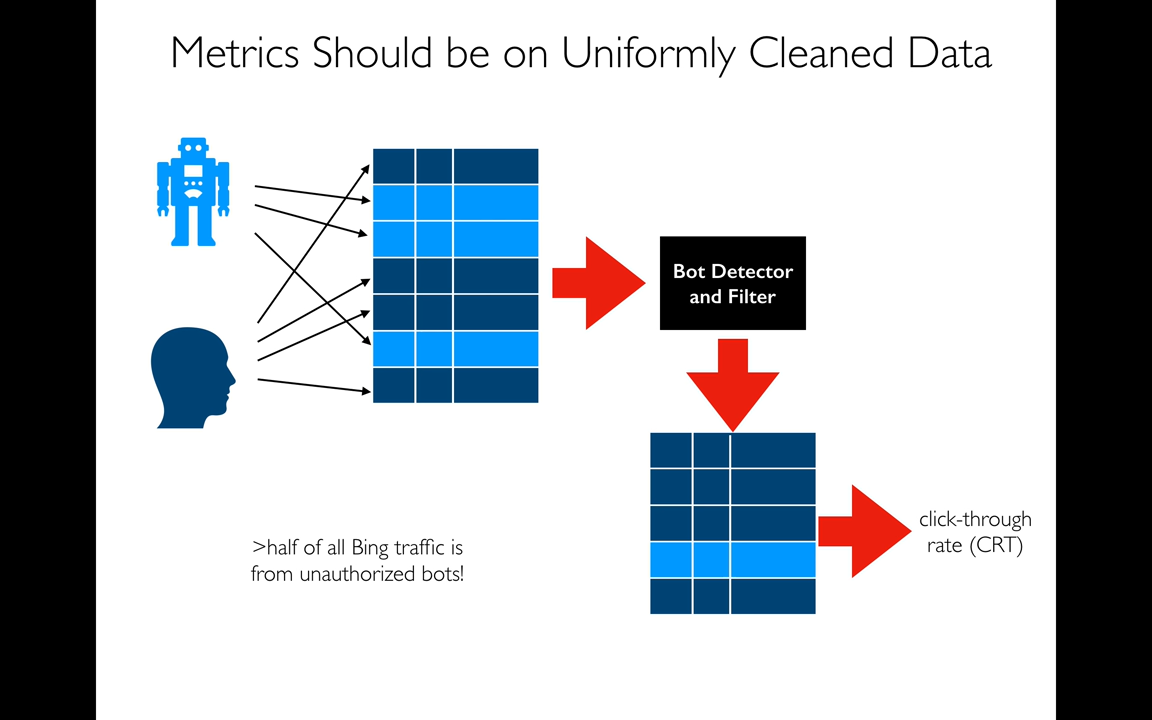 Metrics Should be on Uniformly Cleaned Data
Bot Detector
and Filter
>half of all Bing traffic is
from unauthorized bots!
click-through
rate (CRT)